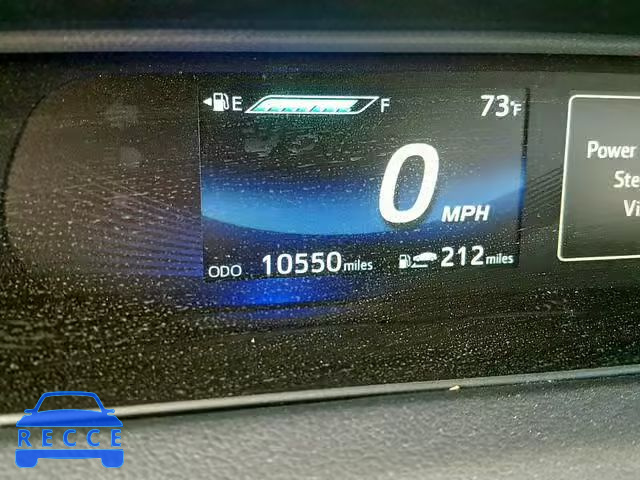 E F 73°F
0 MPH
Power
Ste
Vi
ODO 10550 miles 212 miles
RECCE